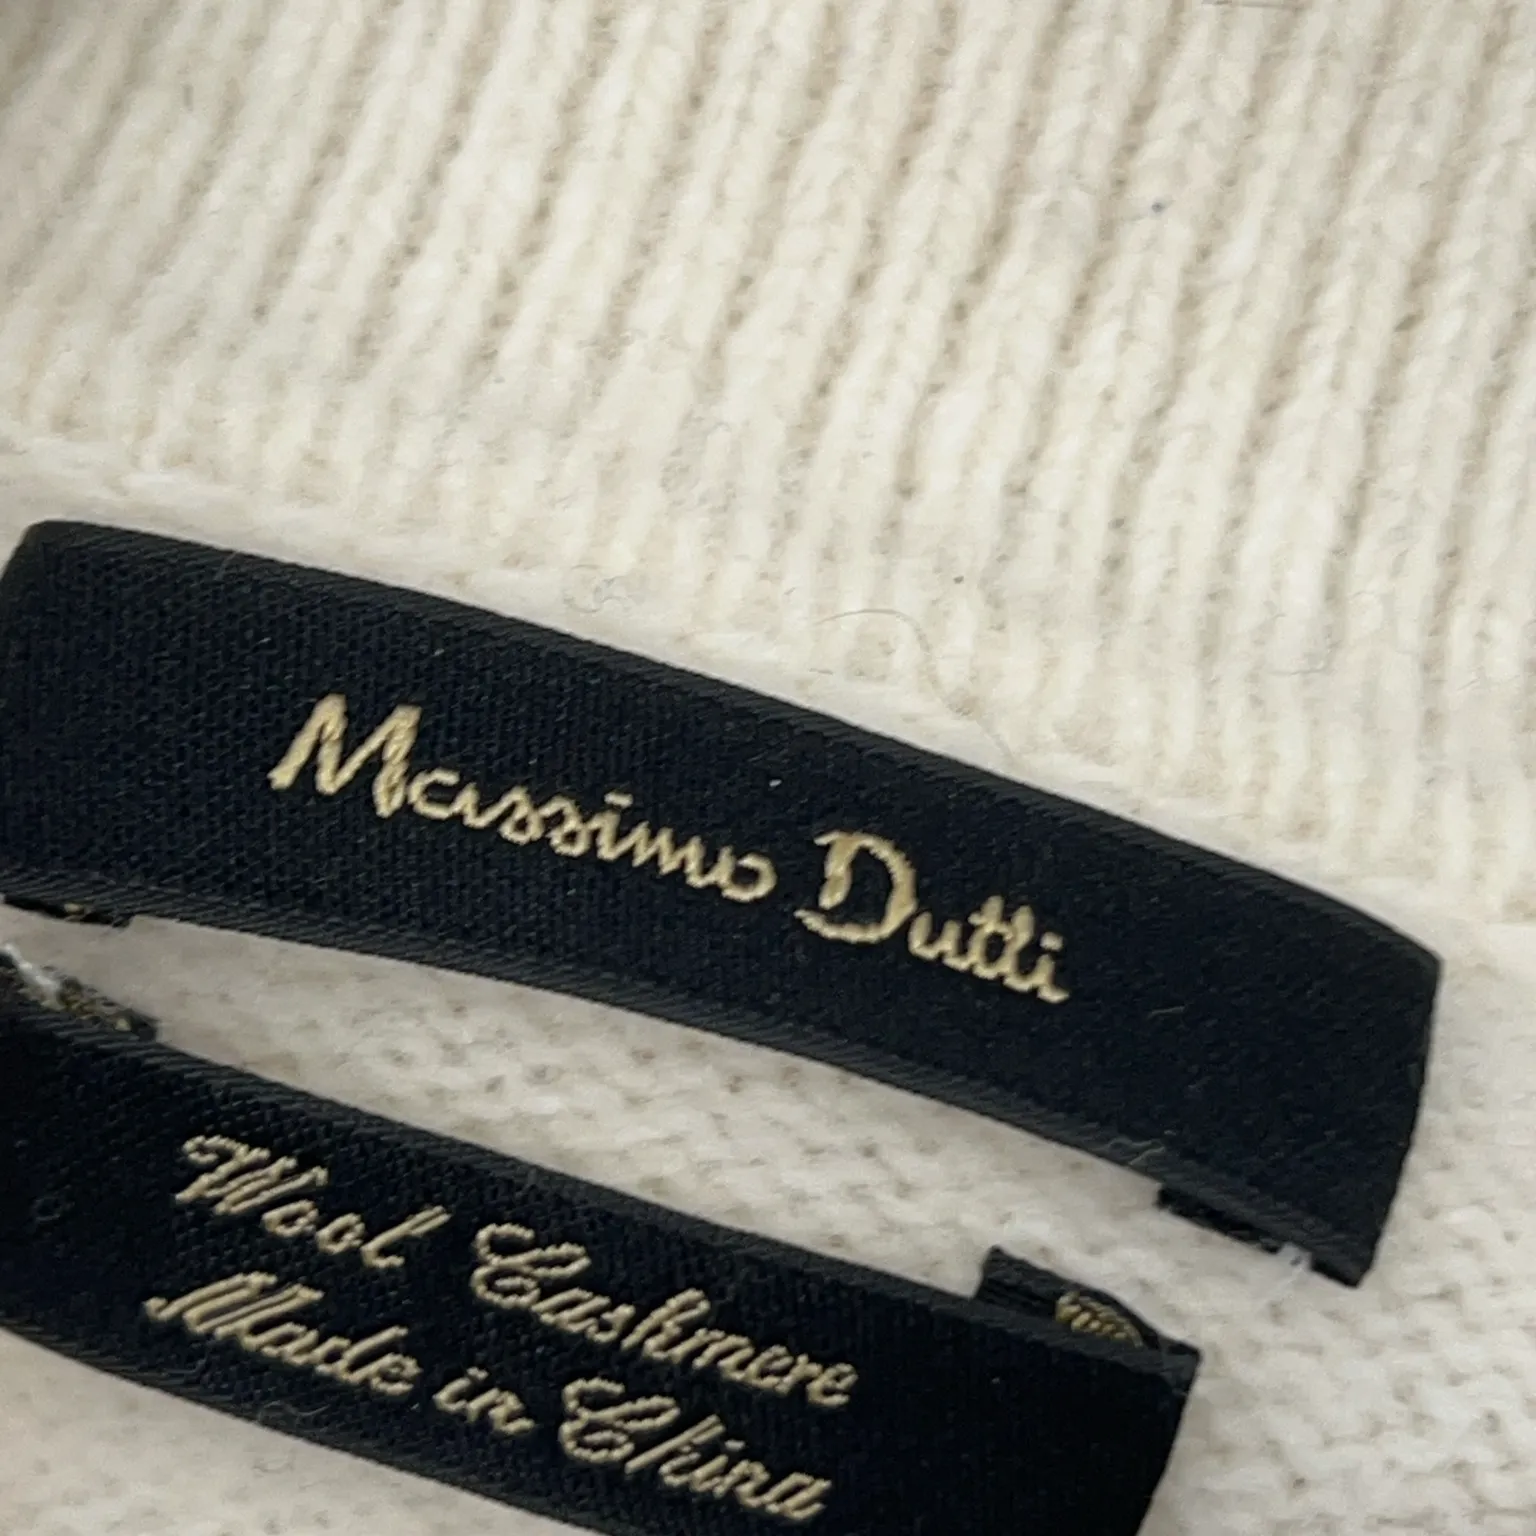 Massimo Dutti
Wool Cashmere
Made in China